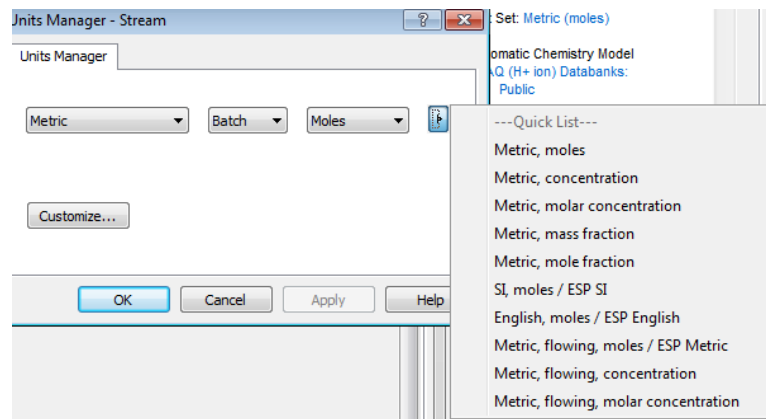 Units Manager - Stream
Set: Metric (moles)
Units Manager
omatic Chemistry Model
AQ (H+ ion) Databanks:
Public
Metric
Batch
Moles
---Quick List---
Metric, moles
Metric, concentration
Metric, molar concentration
Metric, mass fraction
Metric, mole fraction
SI, moles / ESP SI
English, moles / ESP English
Metric, flowing, moles / ESP Metric
Metric, flowing, concentration
Metric, flowing, molar concentration
Customize...
OK
Cancel
Apply
Help